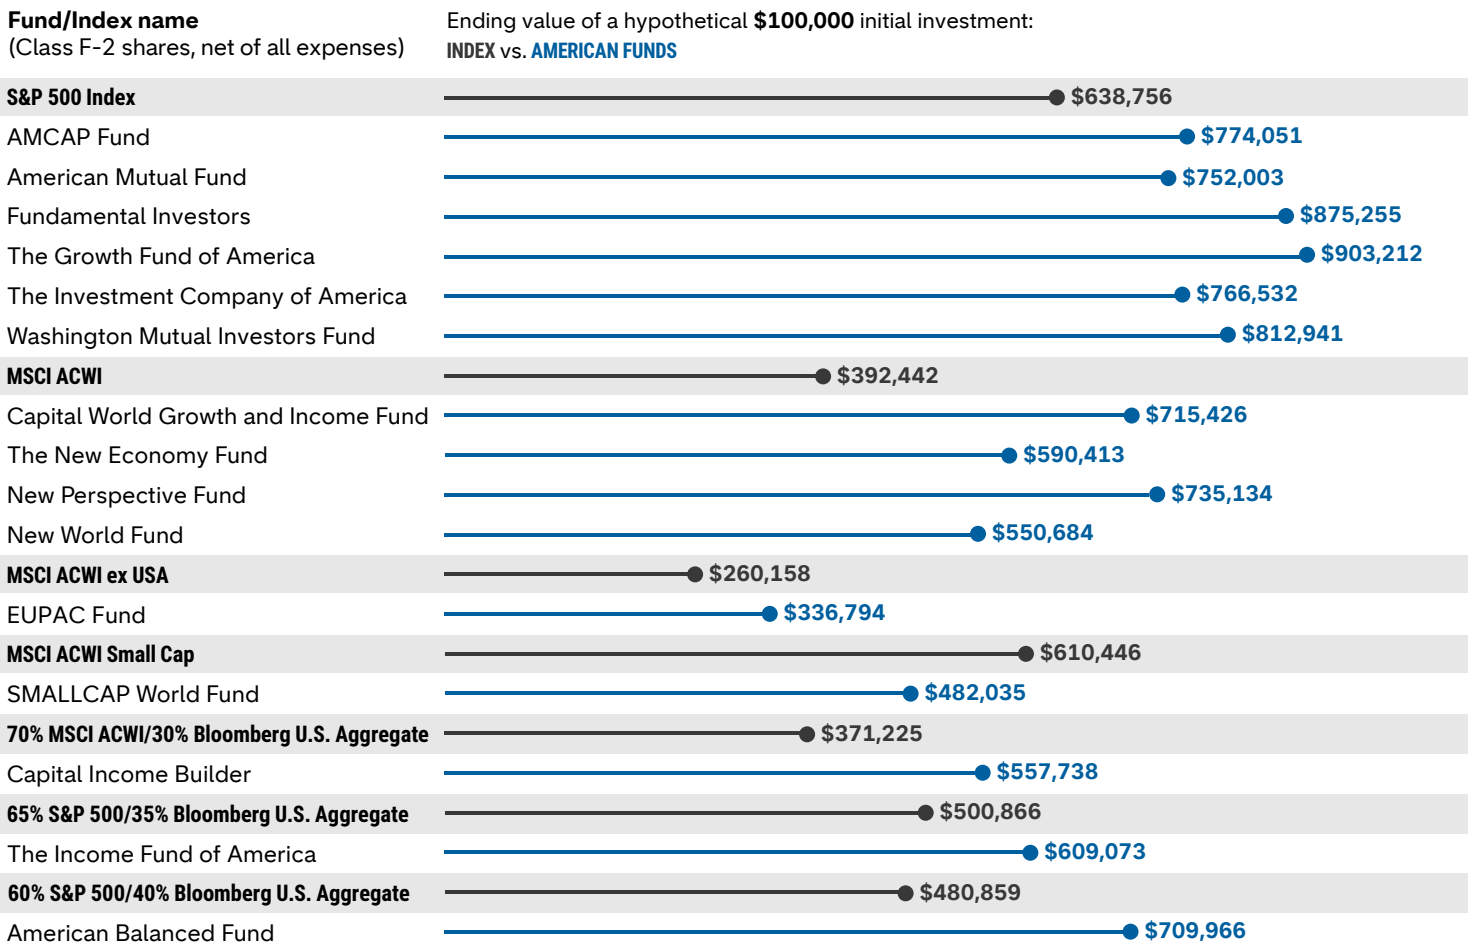 Fund/Index name
(Class F-2 shares, net of all expenses)
Ending value of a hypothetical $100,000 initial investment:
INDEX vs. AMERICAN FUNDS
S&P 500 Index $638,756
AMCAP Fund $774,051
American Mutual Fund $752,003
Fundamental Investors $875,255
The Growth Fund of America $903,212
The Investment Company of America $766,532
Washington Mutual Investors Fund $812,941
MSCI ACWI $392,442
Capital World Growth and Income Fund $715,426
The New Economy Fund $590,413
New Perspective Fund $735,134
New World Fund $550,684
MSCI ACWI ex USA $260,158
EUPAC Fund $336,794
MSCI ACWI Small Cap $610,446
SMALLCAP World Fund $482,035
70% MSCI ACWI/30% Bloomberg U.S. Aggregate $371,225
Capital Income Builder $557,738
65% S&P 500/35% Bloomberg U.S. Aggregate $500,866
The Income Fund of America $609,073
60% S&P 500/40% Bloomberg U.S. Aggregate $480,859
American Balanced Fund $709,966